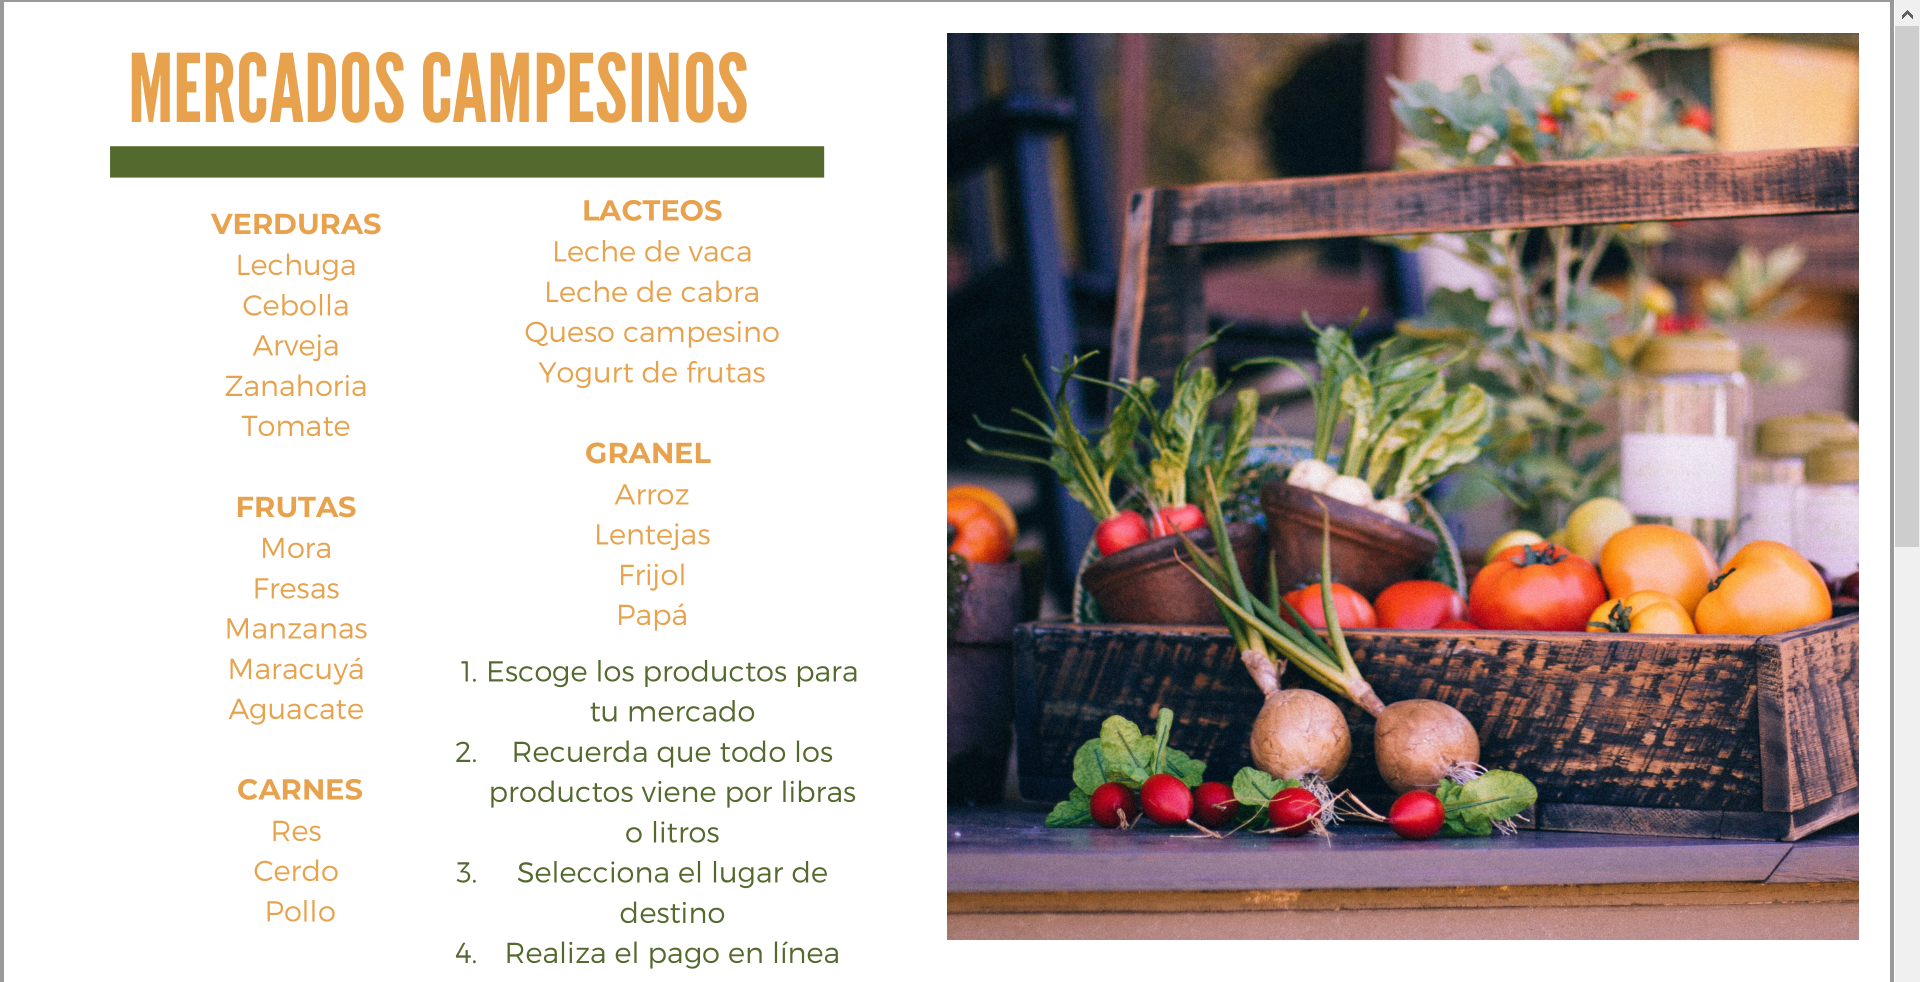 MERCADOS CAMPESINOS
VERDURAS
Lechuga
Cebolla
Arveja
Zanahoria
Tomate
FRUTAS
Mora
Fresas
Manzanas
Maracuyá
Aguacate
CARNES
Res
Cerdo
Pollo
LACTEOS
Leche de vaca
Leche de cabra
Queso campesino
Yogurt de frutas
GRANEL
Arroz
Lentejas
Frijol
Papá
1. Escoge los productos para
tu mercado
2. Recuerda que todo los
productos viene por libras
o litros
3. Selecciona el lugar de
destino
4. Realiza el pago en línea